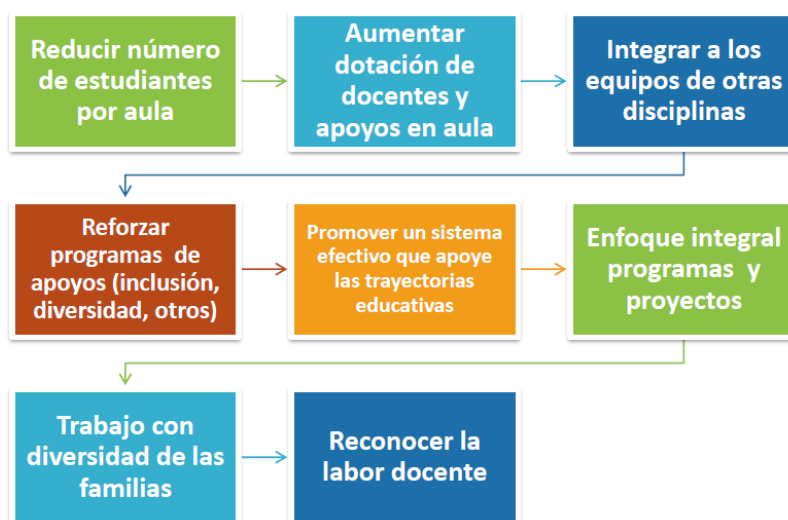 Reducir número
de estudiantes
por aula
Aumentar
dotación de
docentes y
apoyos en aula
Integrar a los
equipos de otras
disciplinas
Reforzar
programas de
apoyos (inclusión,
diversidad, otros)
Promover un sistema
efectivo que apoye
las trayectorias
educativas
Enfoque integral
programas y
proyectos
Trabajo con
diversidad de las
familias
Reconocer la
labor docente